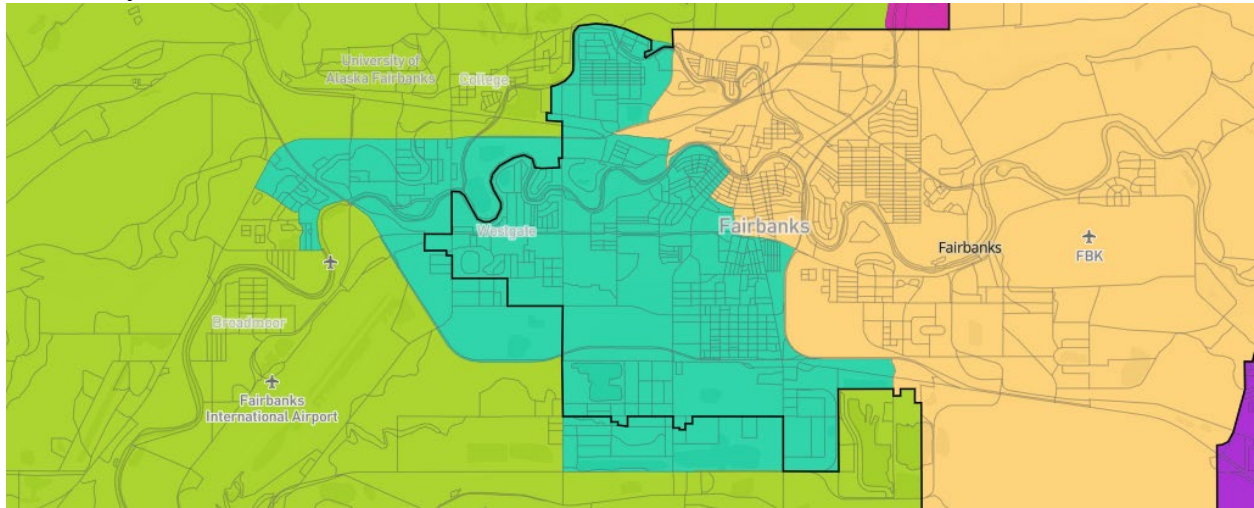 University of
Alaska Fairbanks
College
Westgate
Fairbanks
Fairbanks
FBK
Broadmoor
Fairbanks
International Airport